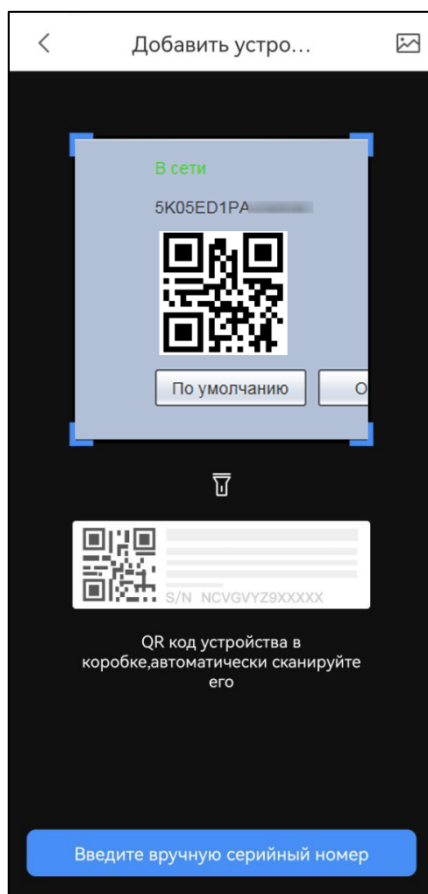 Добавить устро...
В сети
5K05ED1PA
По умолчанию О
S/N NCVGVYZ9XXXXX
QR код устройства в
коробке,автоматически сканируйте
его
Введите вручную серийный номер